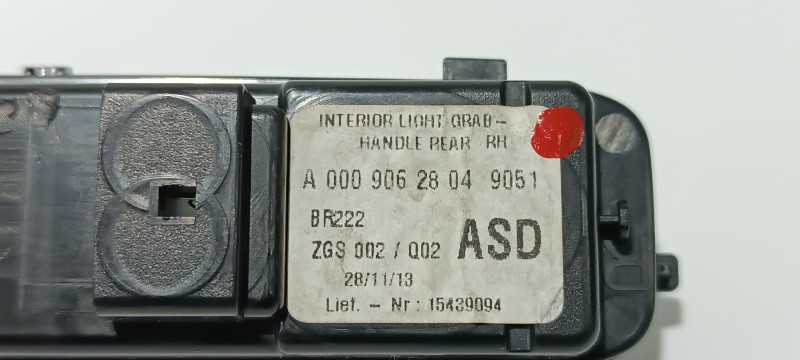 INTERIOR LIGHT GRAB-
HANDLE REAR RH
A 000 906 28 04 9051
BR222
ZGS 002 / Q02 ASD
28/11/13
Liet. - Nr: 15439094